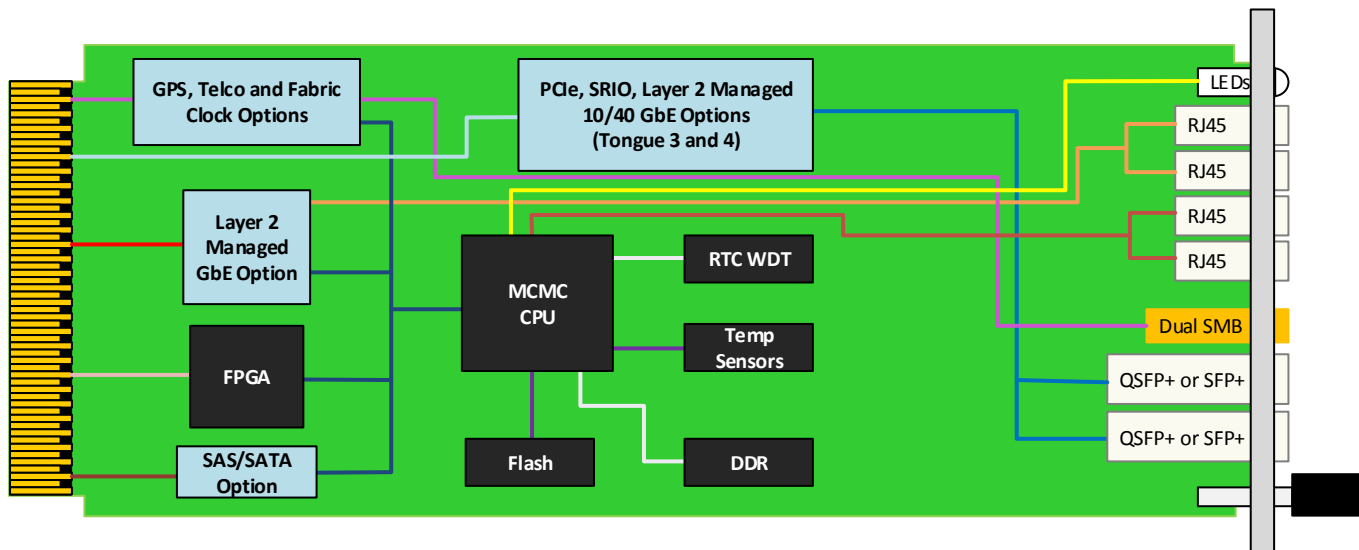 GPS, Telco and Fabric
Clock Options
PCIe, SRIO, Layer 2 Managed
10/40 GbE Options
(Tongue 3 and 4)
LEDs
RJ45
RJ45
RJ45
RJ45
Layer 2
Managed
GbE Option
MCMC
CPU
RTC WDT
Temp
Sensors
Dual SMB
FPGA
QSFP+ or SFP+
QSFP+ or SFP+
SAS/SATA
Option
Flash
DDR